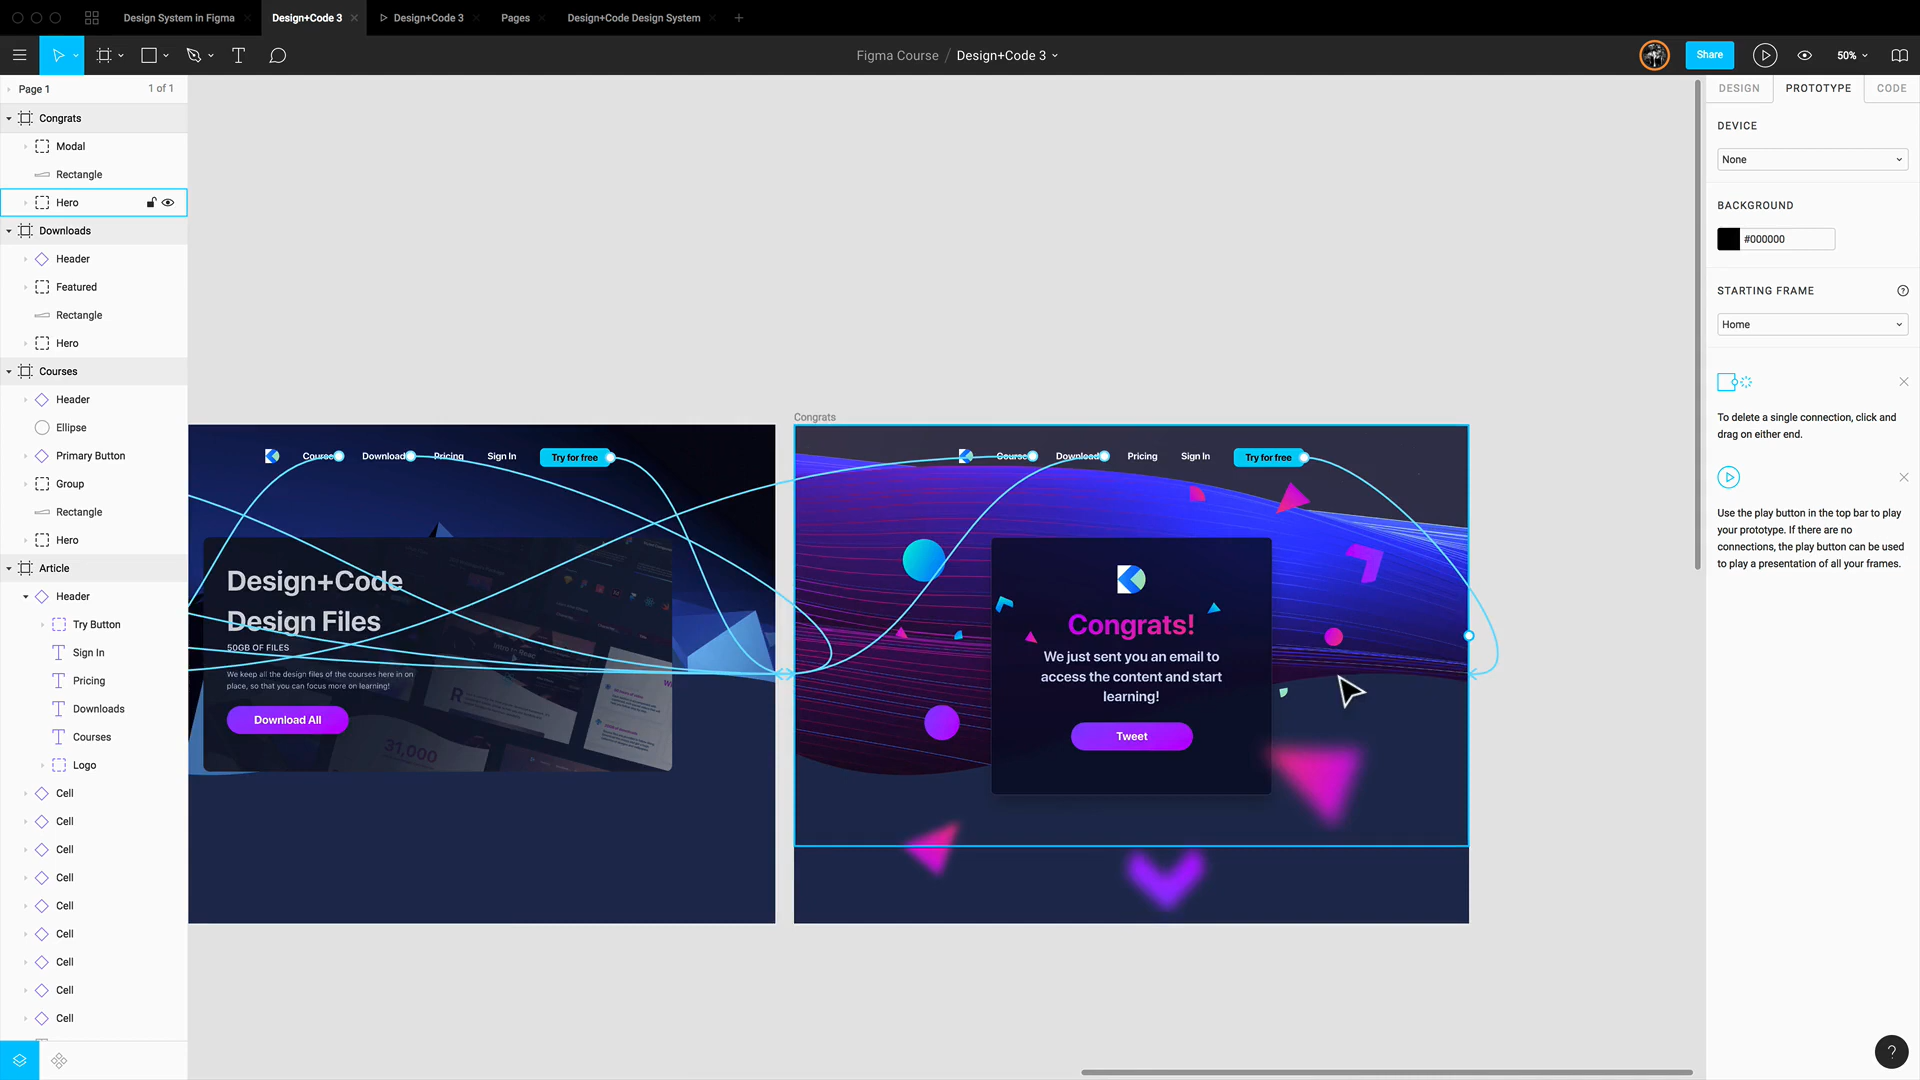 Design System in Figma
Design+Code 3
Design+Code 3
Pages
Design+Code Design System
Figma Course / Design+Code 3
Share
50%
Page 1
1 of 1
Congrats
Modal
Rectangle
Hero
Downloads
Header
Featured
Rectangle
Hero
Courses
Header
Ellipse
Primary Button
Group
Rectangle
Hero
Article
Header
Try Button
Sign In
Pricing
Downloads
Courses
Logo
Cell
Cell
Cell
Cell
Cell
Cell
Cell
Cell
Cell
Courses
Downloads
Pricing
Sign In
Try for free
Design+Code
Design Files
50GB OF FILES
We keep all the design files of the courses here in on
place, so that you can focus more on learning!
Download All
31,000
Congrats
Courses
Downloads
Pricing
Sign In
Try for free
Congrats!
We just sent you an email to
access the content and start
learning!
Tweet
DESIGN
PROTOTYPE
CODE
DEVICE
None
BACKGROUND
#000000
STARTING FRAME
?
Home
To delete a single connection, click and
drag on either end.
Use the play button in the top bar to play
your prototype. If there are no
connections, the play button can be used
to play a presentation of all your frames.
?